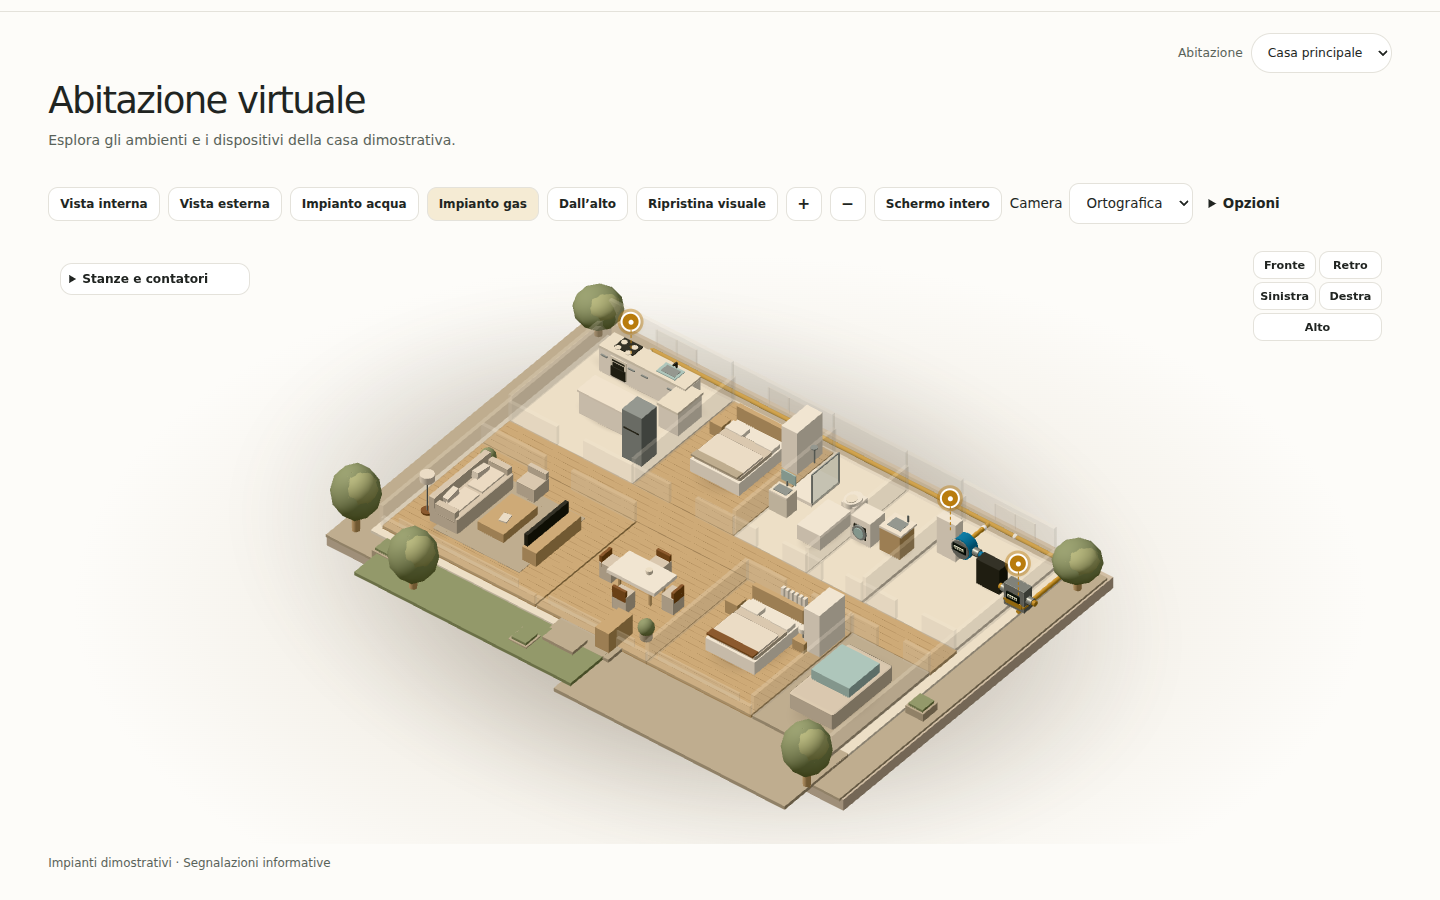 Abitazione Casa principale
Abitazione virtuale
Esplora gli ambienti e i dispositivi della casa dimostrativa.
Vista interna Vista esterna Impianto acqua Impianto gas Dall’alto Ripristina visuale + − Schermo intero Camera Ortografica Opzioni
Stanze e contatori
Fronte Retro
Sinistra Destra
Alto
Impianti dimostrativi · Segnalazioni informative